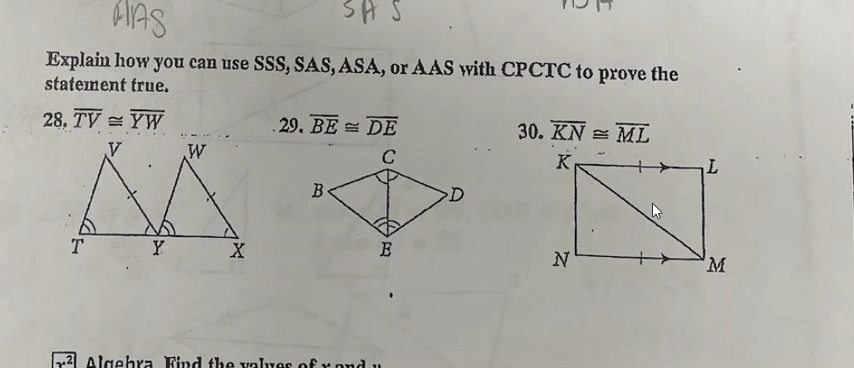 SAS
Explain how you can use SSS, SAS, ASA, or AAS with CPCTC to prove the
statement true.
28. TV ≅ YW
29. BE ≅ DE
30. KN ≅ ML
V W
T Y X
C
B D
E
K L
N M
x² Algebra Find the values of x and y